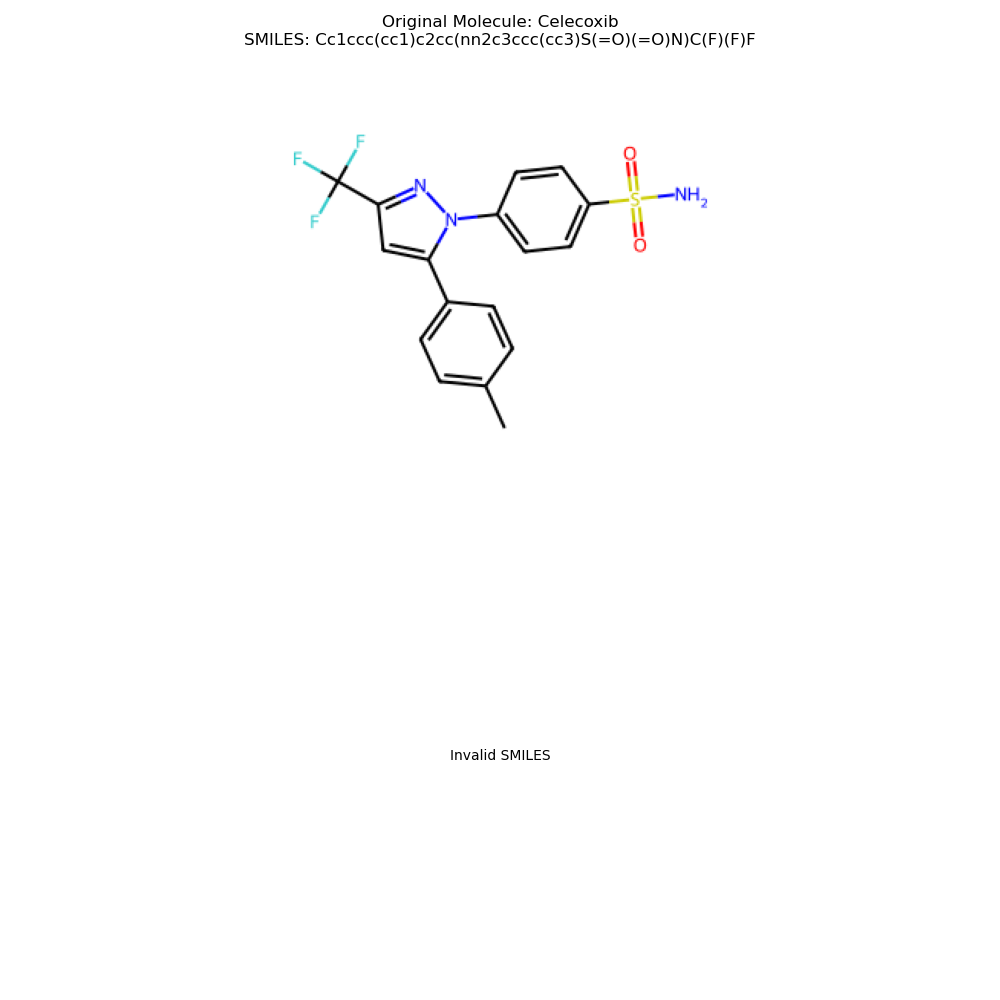 Original Molecule: Celecoxib
SMILES: Cc1ccc(cc1)c2cc(nn2c3ccc(cc3)S(=O)(=O)N)C(F)(F)F
F
F
F
N
N
O
S
NH2
O
Invalid SMILES